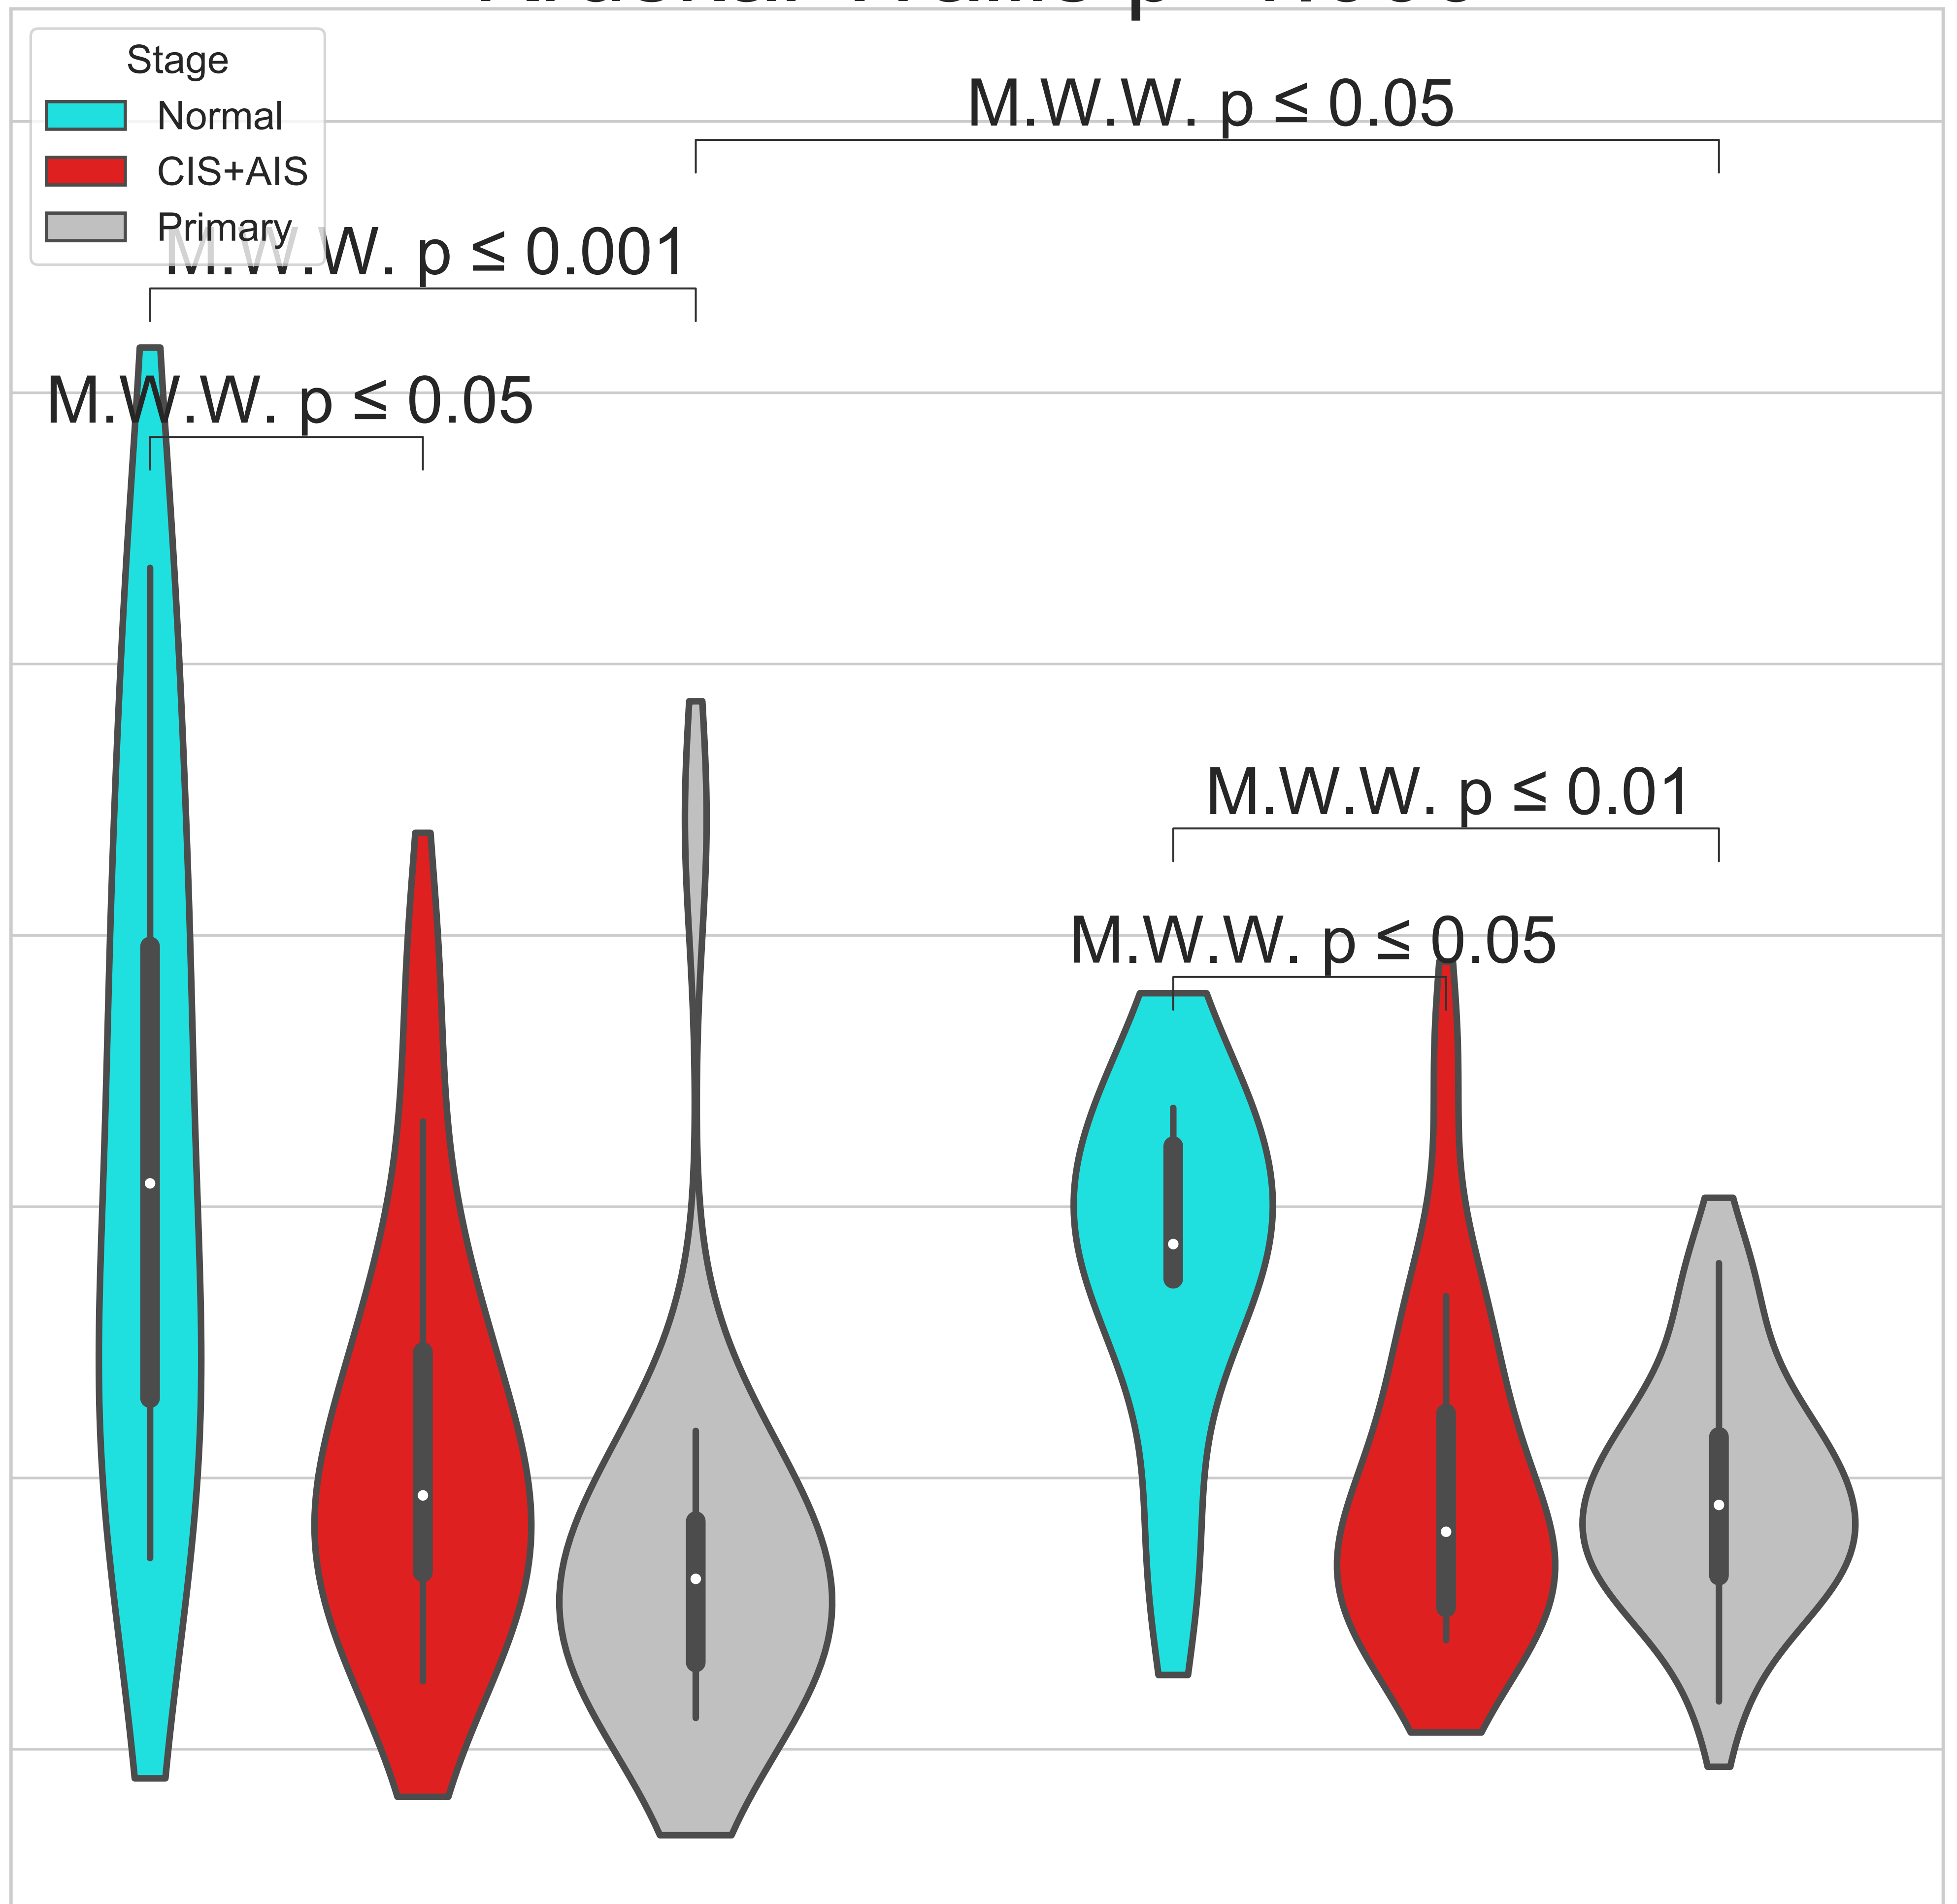 Stage
Normal
CIS+AIS
Primary
M.W.W. p ≤ 0.05
M.W.W. p ≤ 0.001
M.W.W. p ≤ 0.05
M.W.W. p ≤ 0.01
M.W.W. p ≤ 0.05